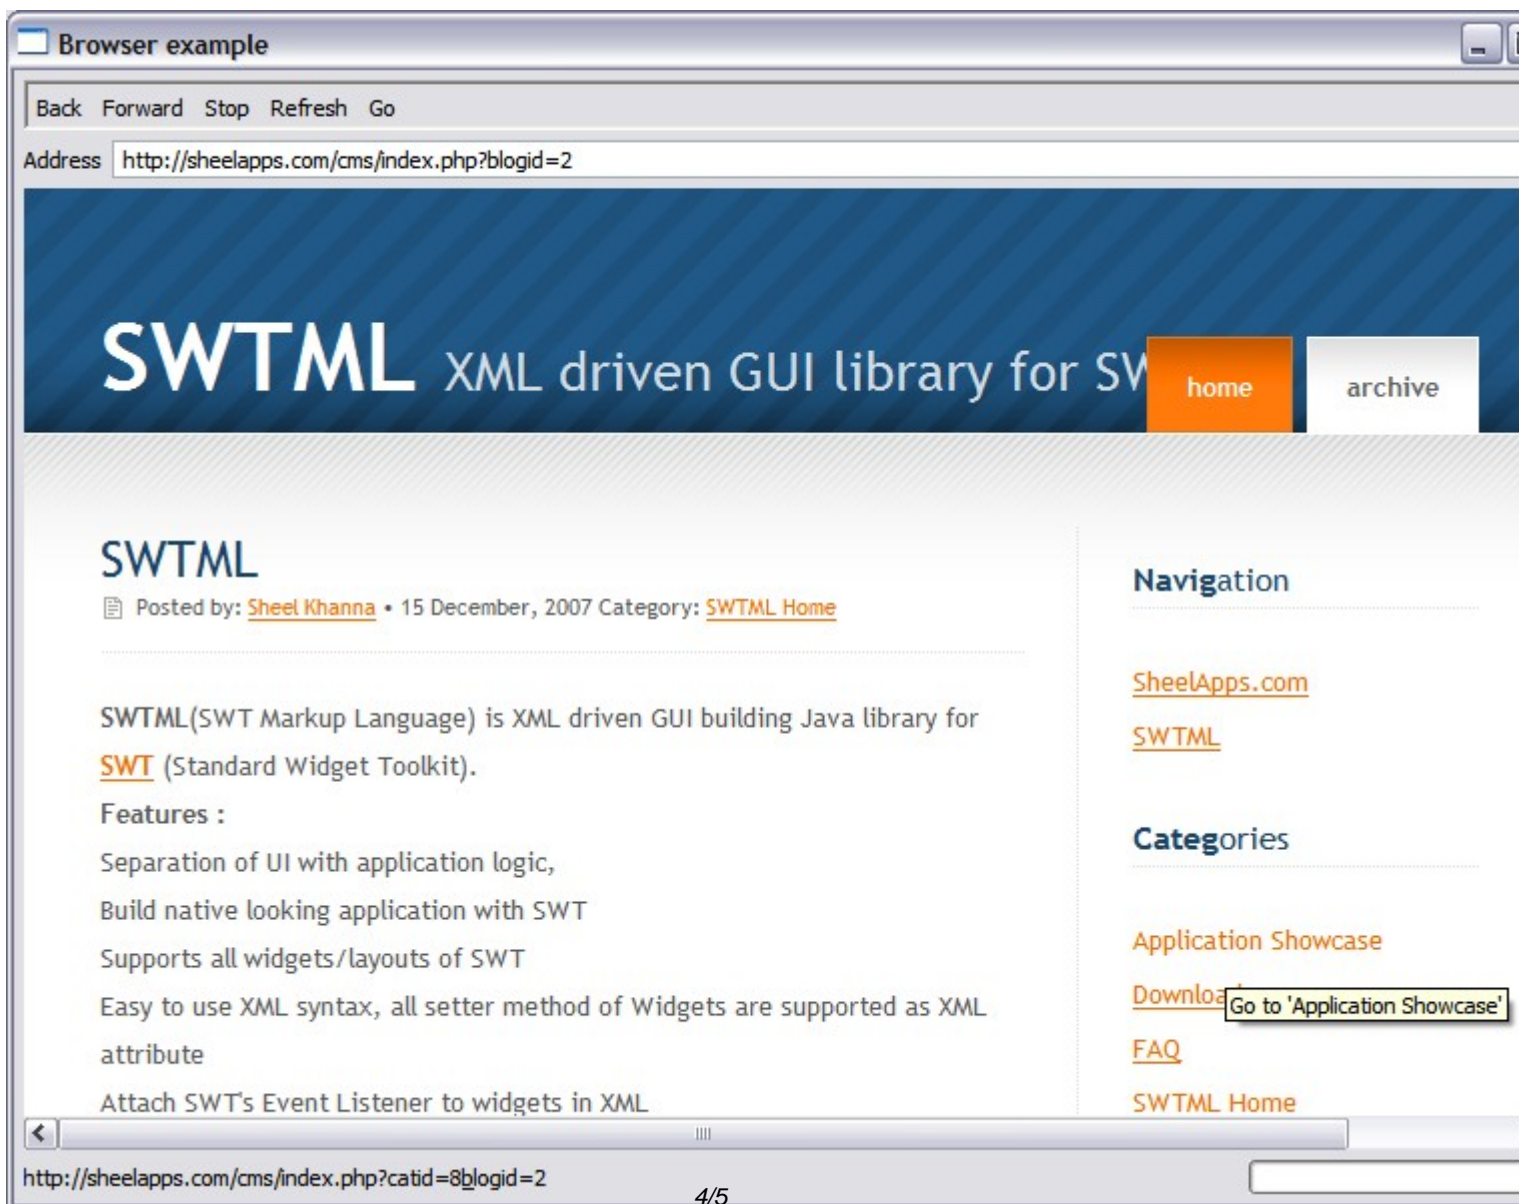 Browser example
Back Forward Stop Refresh Go
Address http://sheelapps.com/cms/index.php?blogid=2
SWTML XML driven GUI library for SW
home archive
SWTML
Posted by: Sheel Khanna • 15 December, 2007 Category: SWTML Home
SWTML(SWT Markup Language) is XML driven GUI building Java library for
SWT (Standard Widget Toolkit).
Features :
Separation of UI with application logic,
Build native looking application with SWT
Supports all widgets/layouts of SWT
Easy to use XML syntax, all setter method of Widgets are supported as XML
attribute
Attach SWT's Event Listener to widgets in XML
Navigation
SheelApps.com
SWTML
Categories
Application Showcase
Go to 'Application Showcase'
FAQ
SWTML Home
http://sheelapps.com/cms/index.php?catid=8blogid=2
4/5